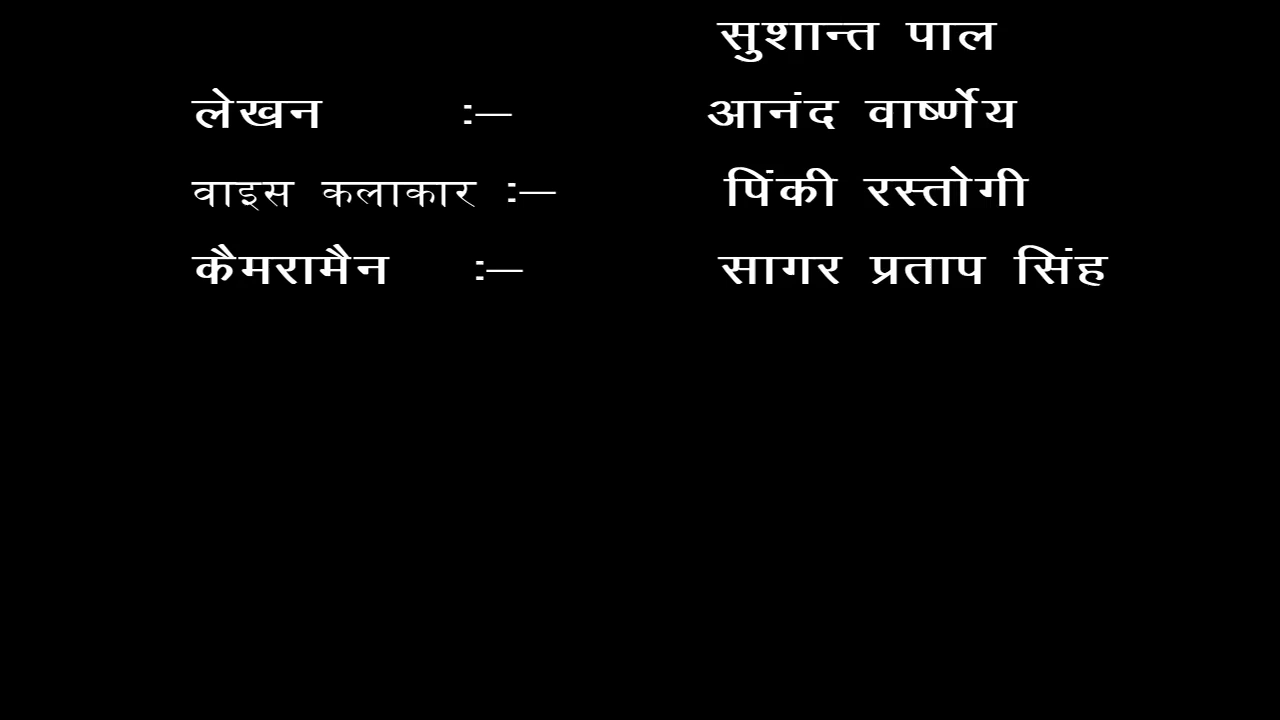 सुशान्त पाल
लेखन :— आनंद वार्ष्णेय
वाइस कलाकार :— पिंकी रस्तोगी
कैमरामैन :— सागर प्रताप सिंह